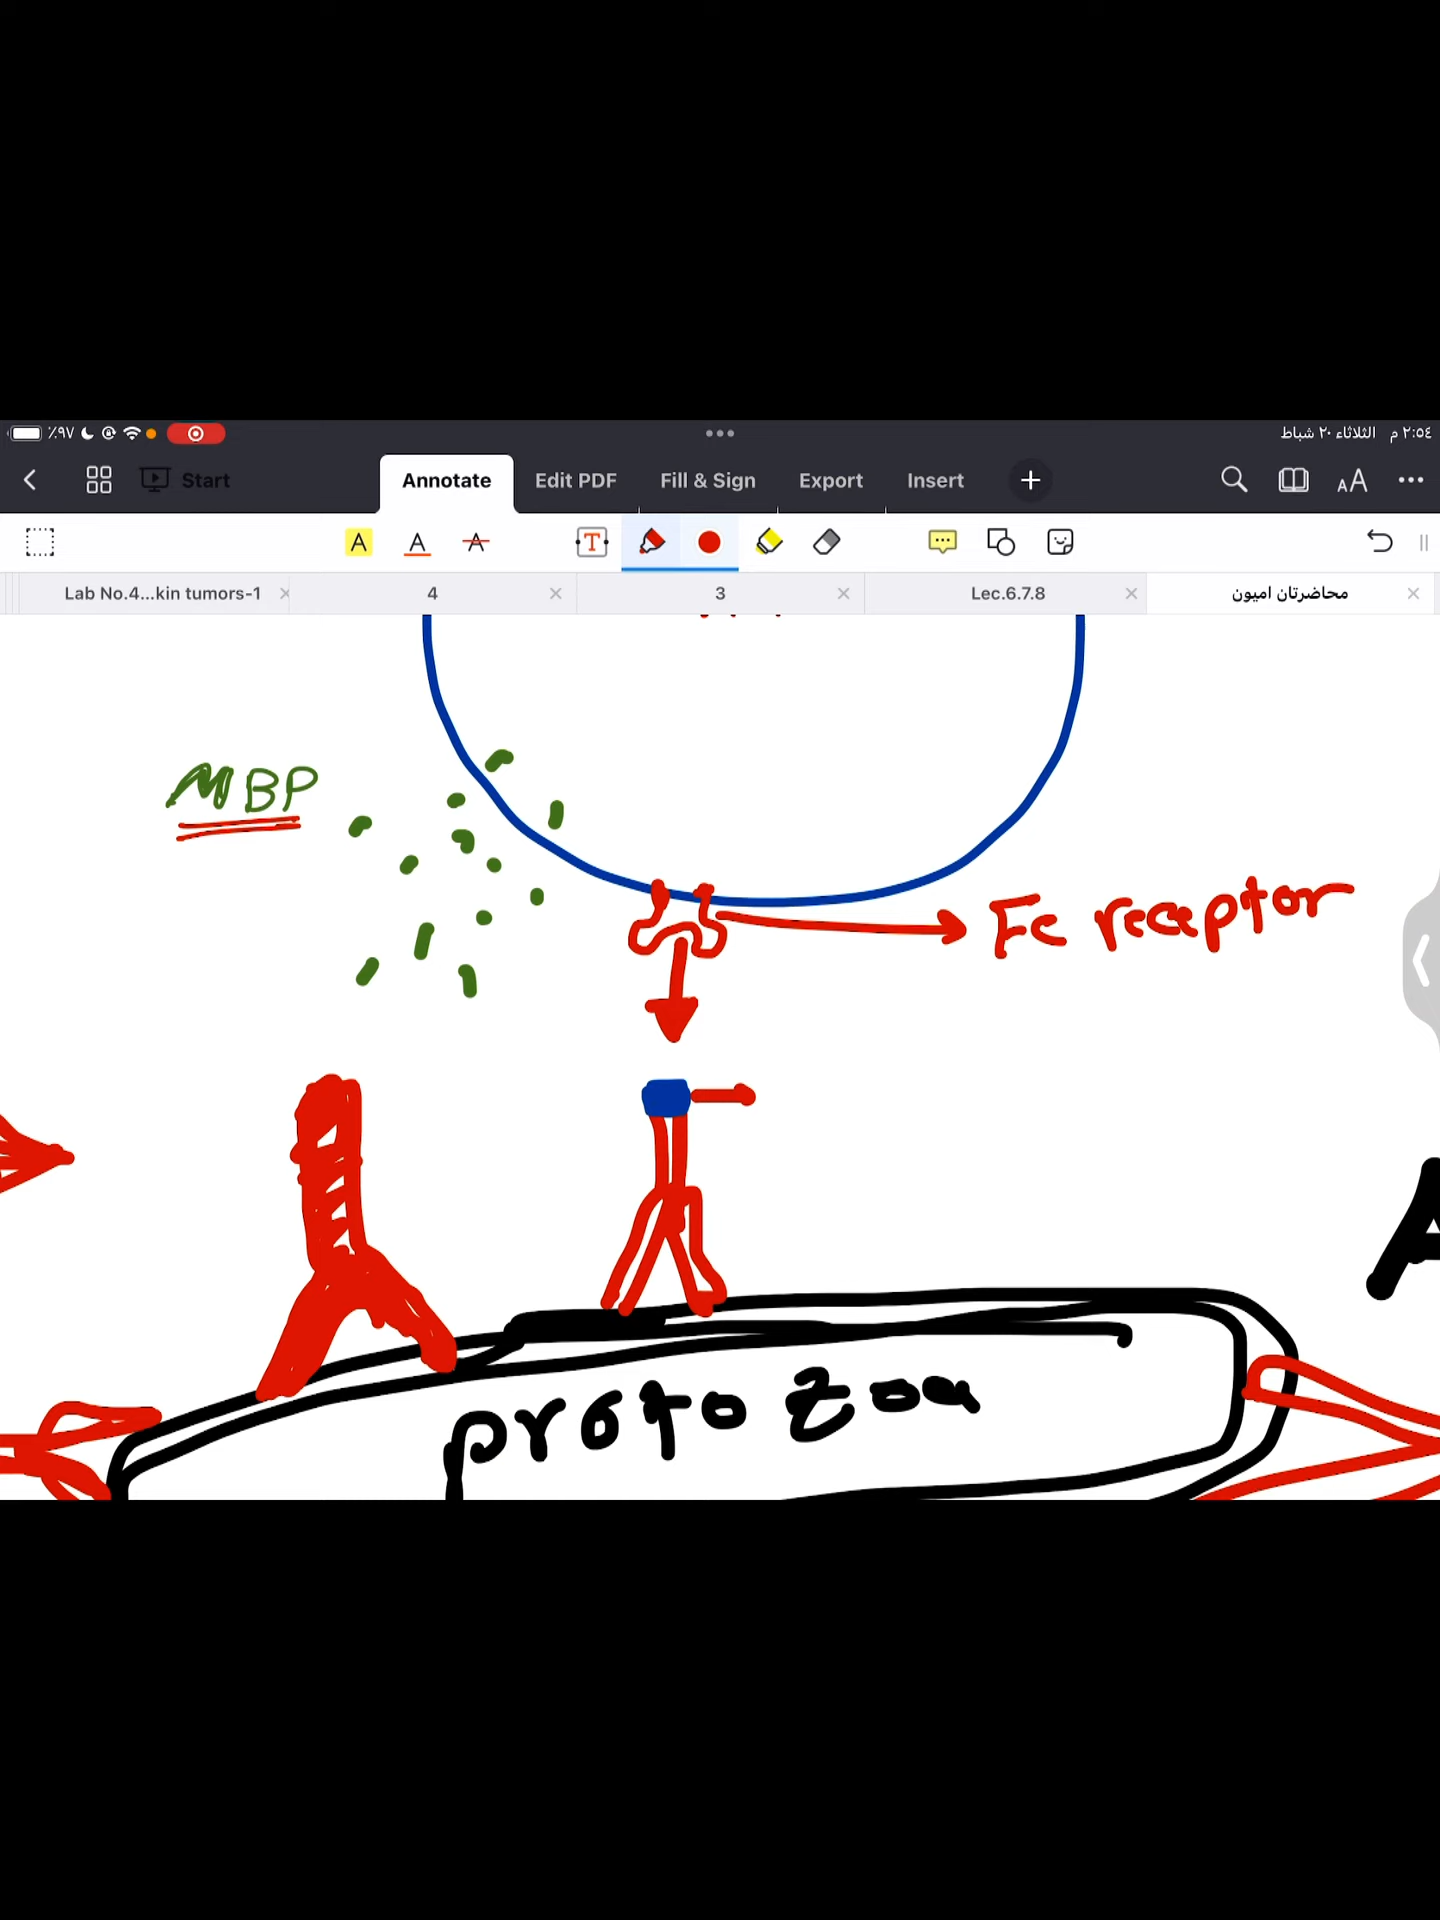 ٪٩٧
٢:٥٤ م الثلاثاء ٢٠ شباط
Start
Annotate
Edit PDF
Fill & Sign
Export
Insert
Lab No.4...kin tumors-1
4
3
Lec.6.7.8
محاضرتان اميون
MBP
Fc receptor
A
protozoa